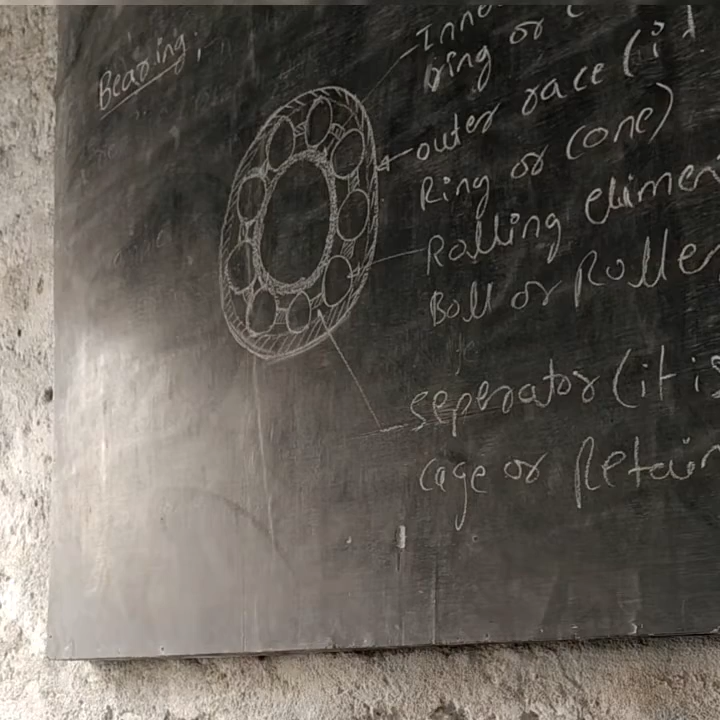 Bearing;
Inne
ring or
outer race (it
Ring or cone)
Rolling elimen
Ball or Roller
seperator (it is
cage or Retain